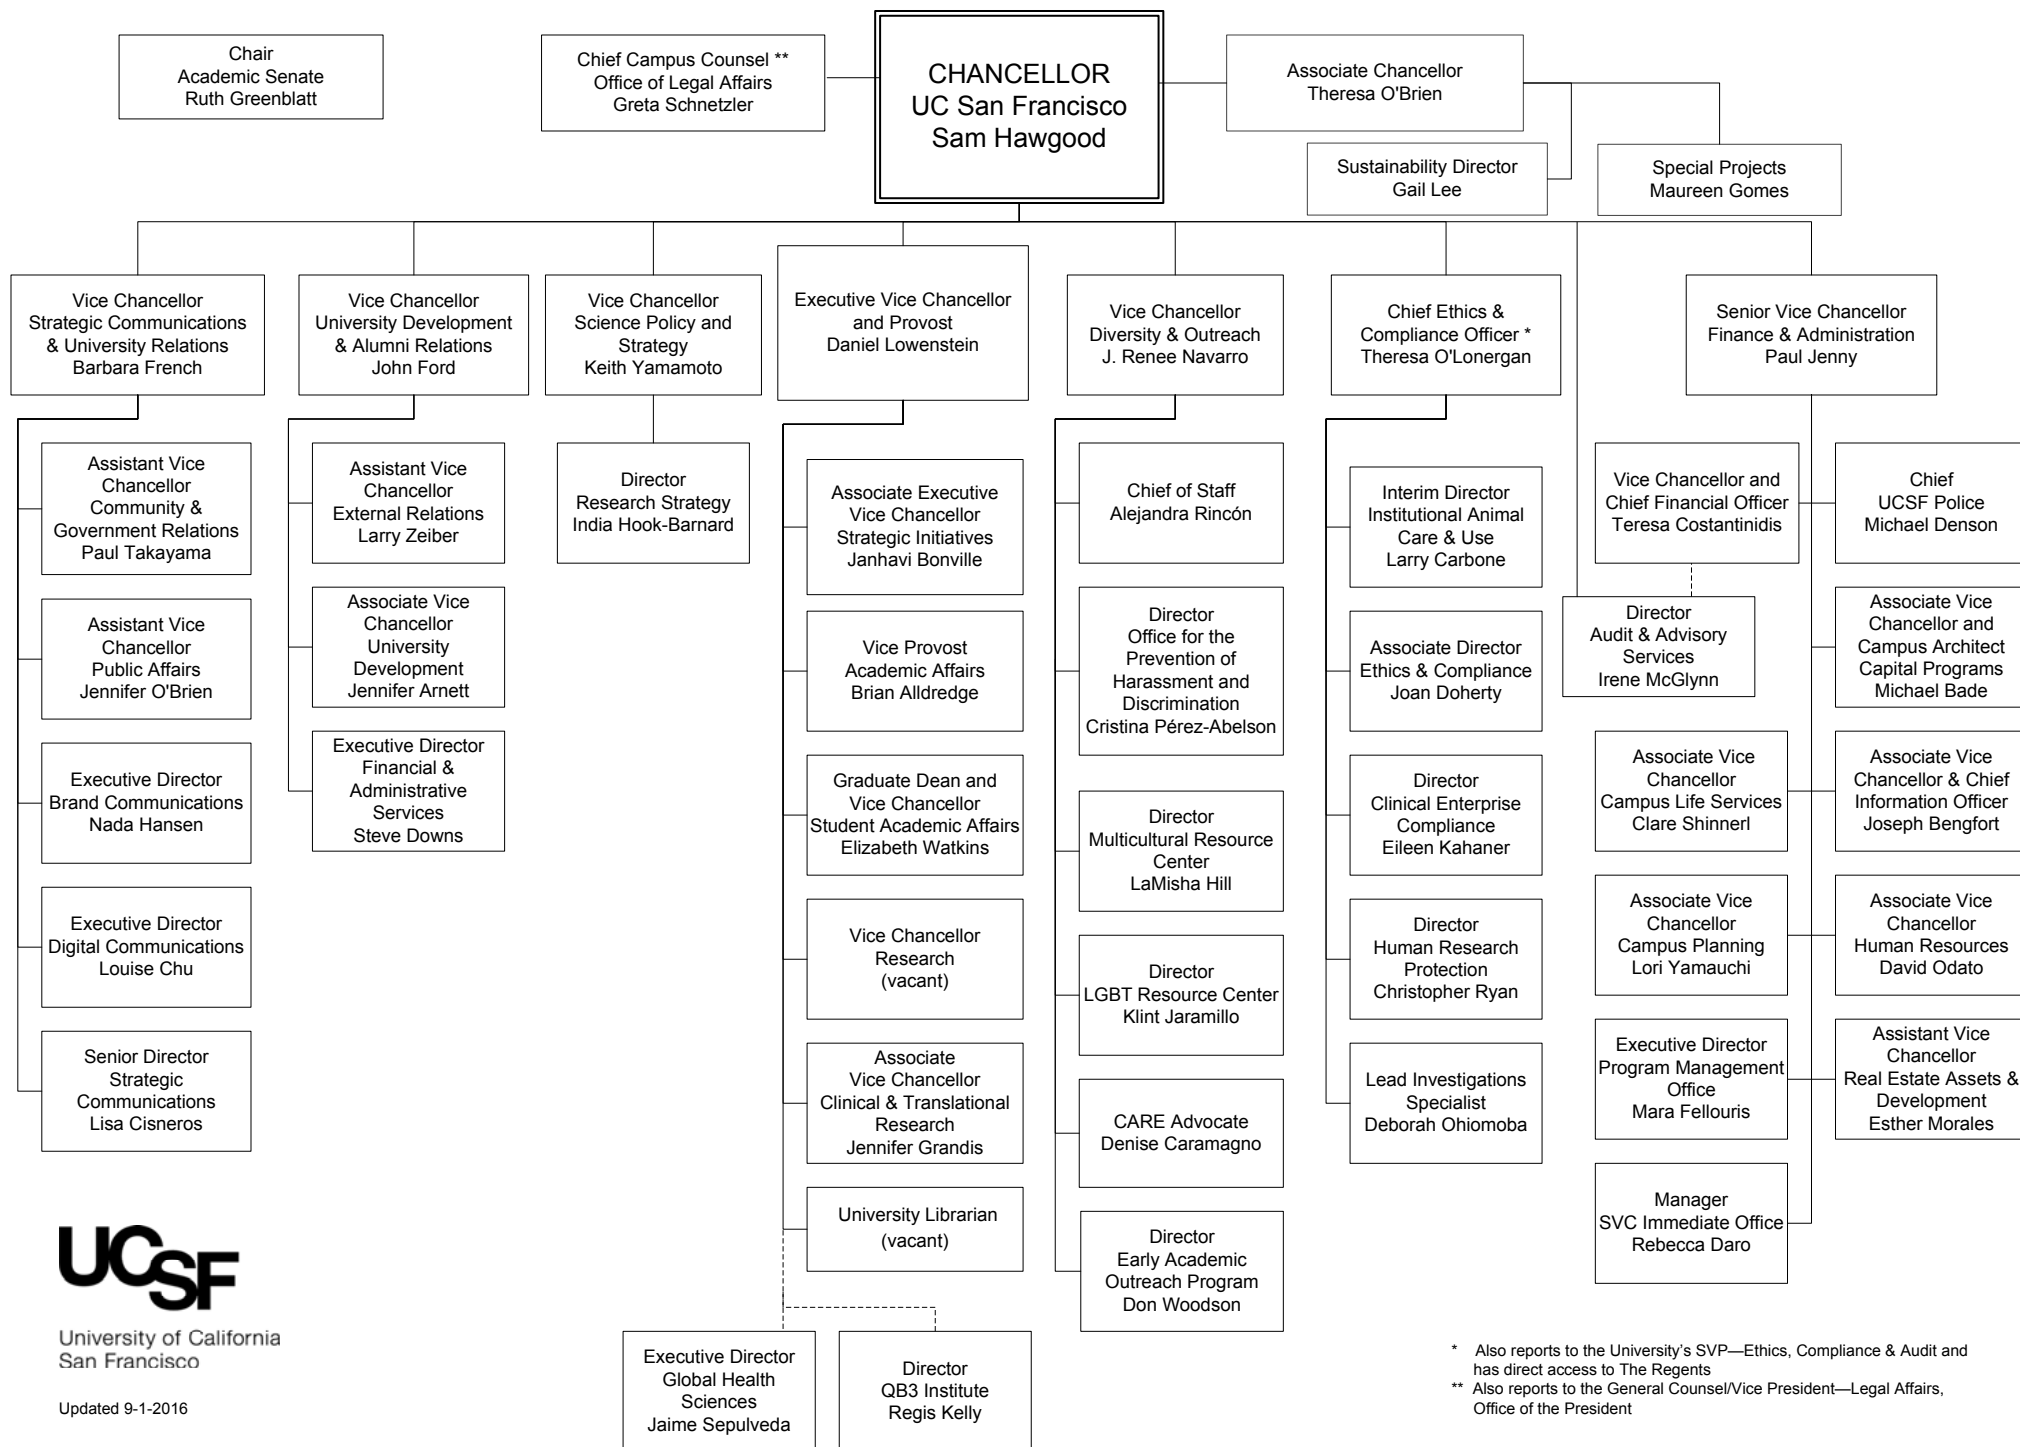 Chair
Academic Senate
Ruth Greenblatt
Chief Campus Counsel **
Office of Legal Affairs
Greta Schnetzler
CHANCELLOR
UC San Francisco
Sam Hawgood
Associate Chancellor
Theresa O'Brien
Sustainability Director
Gail Lee
Special Projects
Maureen Gomes
Vice Chancellor
Strategic Communications
& University Relations
Barbara French
Vice Chancellor
University Development
& Alumni Relations
John Ford
Vice Chancellor
Science Policy and
Strategy
Keith Yamamoto
Executive Vice Chancellor
and Provost
Daniel Lowenstein
Vice Chancellor
Diversity & Outreach
J. Renee Navarro
Chief Ethics &
Compliance Officer *
Theresa O'Lonergan
Senior Vice Chancellor
Finance & Administration
Paul Jenny
Assistant Vice
Chancellor
Community &
Government Relations
Paul Takayama
Assistant Vice
Chancellor
Public Affairs
Jennifer O'Brien
Executive Director
Brand Communications
Nada Hansen
Executive Director
Digital Communications
Louise Chu
Senior Director
Strategic
Communications
Lisa Cisneros
Assistant Vice
Chancellor
External Relations
Larry Zeiber
Associate Vice
Chancellor
University
Development
Jennifer Arnett
Executive Director
Financial &
Administrative
Services
Steve Downs
Director
Research Strategy
India Hook-Barnard
Associate Executive
Vice Chancellor
Strategic Initiatives
Janhavi Bonville
Vice Provost
Academic Affairs
Brian Alldredge
Graduate Dean and
Vice Chancellor
Student Academic Affairs
Elizabeth Watkins
Vice Chancellor
Research
(vacant)
Associate
Vice Chancellor
Clinical & Translational
Research
Jennifer Grandis
University Librarian
(vacant)
Executive Director
Global Health
Sciences
Jaime Sepulveda
Director
QB3 Institute
Regis Kelly
Chief of Staff
Alejandra Rincón
Director
Office for the
Prevention of
Harassment and
Discrimination
Cristina Pérez-Abelson
Director
Multicultural Resource
Center
LaMisha Hill
Director
LGBT Resource Center
Klint Jaramillo
CARE Advocate
Denise Caramagno
Director
Early Academic
Outreach Program
Don Woodson
Interim Director
Institutional Animal
Care & Use
Larry Carbone
Associate Director
Ethics & Compliance
Joan Doherty
Director
Clinical Enterprise
Compliance
Eileen Kahaner
Director
Human Research
Protection
Christopher Ryan
Lead Investigations
Specialist
Deborah Ohiomoba
Vice Chancellor and
Chief Financial Officer
Teresa Costantinidis
Director
Audit & Advisory
Services
Irene McGlynn
Associate Vice
Chancellor
Campus Life Services
Clare Shinnerl
Associate Vice
Chancellor
Campus Planning
Lori Yamauchi
Executive Director
Program Management
Office
Mara Fellouris
Manager
SVC Immediate Office
Rebecca Daro
Chief
UCSF Police
Michael Denson
Associate Vice
Chancellor and
Campus Architect
Capital Programs
Michael Bade
Associate Vice
Chancellor & Chief
Information Officer
Joseph Bengfort
Associate Vice
Chancellor
Human Resources
David Odato
Assistant Vice
Chancellor
Real Estate Assets &
Development
Esther Morales
UCSF
University of California
San Francisco
Updated 9-1-2016
* Also reports to the University's SVP—Ethics, Compliance & Audit and
has direct access to The Regents
** Also reports to the General Counsel/Vice President—Legal Affairs,
Office of the President